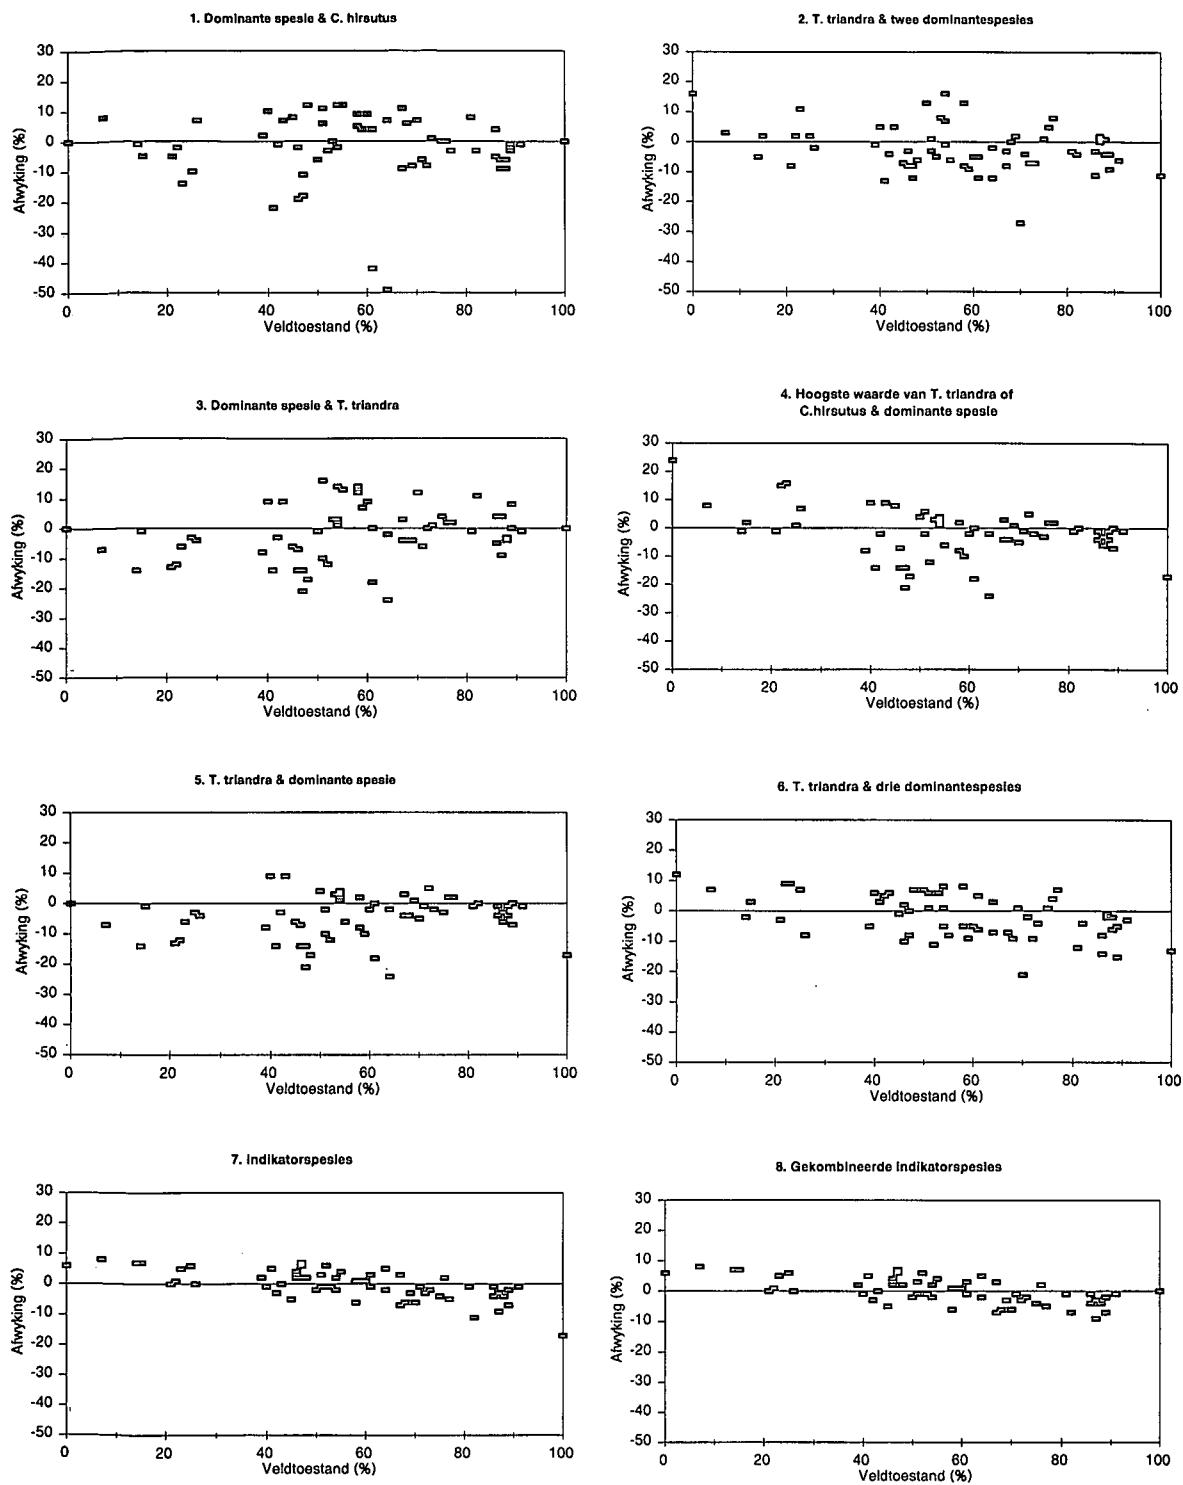 1. Dominante spesie & C. hirsutus
30
20
10
0
-10
-20
-30
-40
-50
Afwyking (%)
0 20 40 60 80 100
Veldtoestand (%)
2. T. triandra & twee dominantespesies
30
20
10
0
-10
-20
-30
-40
-50
Afwyking (%)
0 20 40 60 80 100
Veldtoestand (%)
3. Dominante spesie & T. triandra
30
20
10
0
-10
-20
-30
-40
-50
Afwyking (%)
0 20 40 60 80 100
Veldtoestand (%)
4. Hoogste waarde van T. triandra of
C.hirsutus & dominante spesie
30
20
10
0
-10
-20
-30
-40
-50
Afwyking (%)
0 20 40 60 80 100
Veldtoestand (%)
5. T. triandra & dominante spesie
30
20
10
0
-10
-20
-30
-40
-50
Afwyking (%)
0 20 40 60 80 100
Veldtoestand (%)
6. T. triandra & drie dominantespesies
30
20
10
0
-10
-20
-30
-40
-50
Afwyking (%)
0 20 40 60 80 100
Veldtoestand (%)
7. Indikatorspesies
30
20
10
0
-10
-20
-30
-40
-50
Afwyking (%)
0 20 40 60 80 100
Veldtoestand (%)
8. Gekombineerde indikatorspesies
30
20
10
0
-10
-20
-30
-40
-50
Afwyking (%)
0 20 40 60 80 100
Veldtoestand (%)